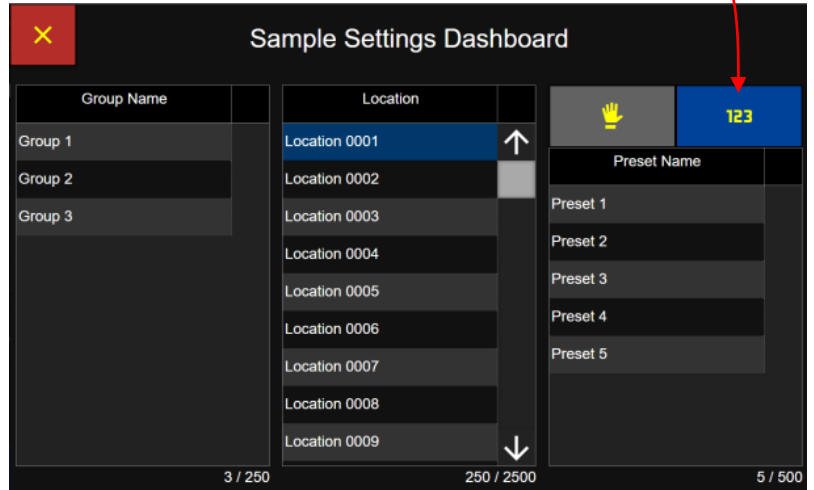 Sample Settings Dashboard
Group Name
Group 1
Group 2
Group 3
3 / 250
Location
Location 0001
Location 0002
Location 0003
Location 0004
Location 0005
Location 0006
Location 0007
Location 0008
Location 0009
250 / 2500
123
Preset Name
Preset 1
Preset 2
Preset 3
Preset 4
Preset 5
5 / 500